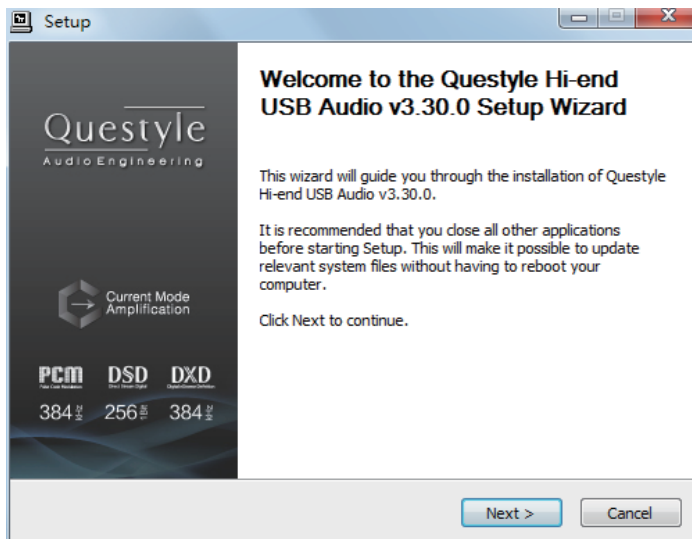 Setup
Questyle
Audio Engineering
Current Mode
Amplification
PCM
DSD
DXD
384
256
384
Welcome to the Questyle Hi-end
USB Audio v3.30.0 Setup Wizard
This wizard will guide you through the installation of Questyle
Hi-end USB Audio v3.30.0.
It is recommended that you close all other applications
before starting Setup. This will make it possible to update
relevant system files without having to reboot your
computer.
Click Next to continue.
Next >
Cancel